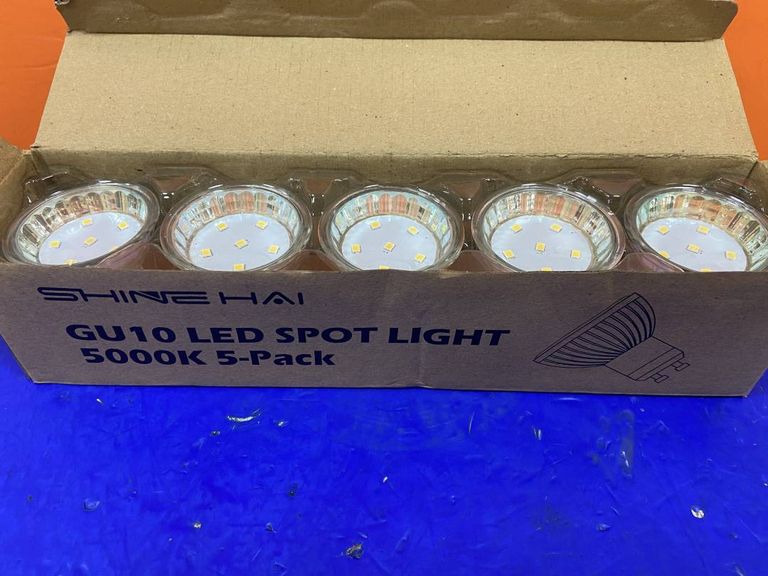 SHINE HAI
GU10 LED SPOT LIGHT
5000K 5-Pack